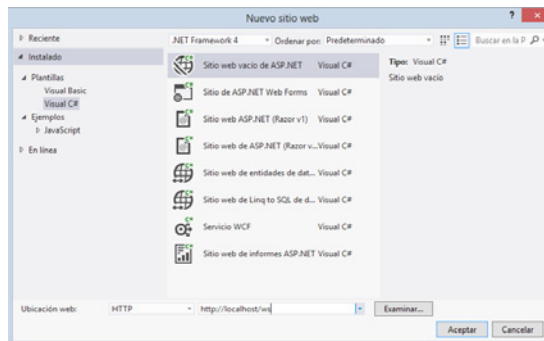 Nuevo sitio web
? ×
Reciente
.NET Framework 4
Ordenar por: Predeterminado
Buscar en la P
Instalado
Plantillas
Visual Basic
Visual C#
Ejemplos
JavaScript
En línea
Sitio web vacío de ASP.NET Visual C#
Sitio de ASP.NET Web Forms Visual C#
Sitio web ASP.NET (Razor v1) Visual C#
Sitio web de ASP.NET (Razor v... Visual C#
Sitio web de entidades de dat... Visual C#
Sitio web de Linq to SQL de d... Visual C#
Servicio WCF Visual C#
Sitio web de informes ASP.NET Visual C#
Tipo: Visual C#
Sitio web vacío
Ubicación web: HTTP http://localhost/ws Examinar...
Aceptar Cancelar